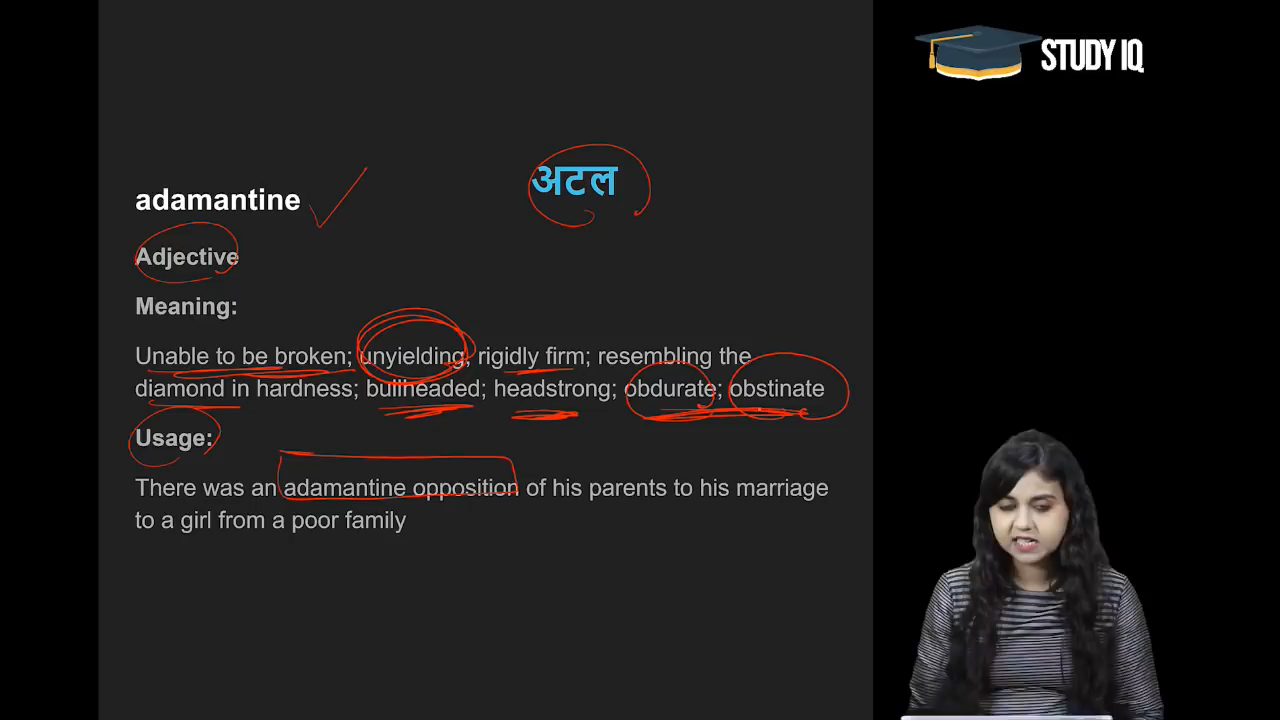 STUDY IQ
अटल
adamantine
Adjective
Meaning:
Unable to be broken; unyielding; rigidly firm; resembling the
diamond in hardness; bullheaded; headstrong; obdurate; obstinate
Usage:
There was an adamantine opposition of his parents to his marriage
to a girl from a poor family